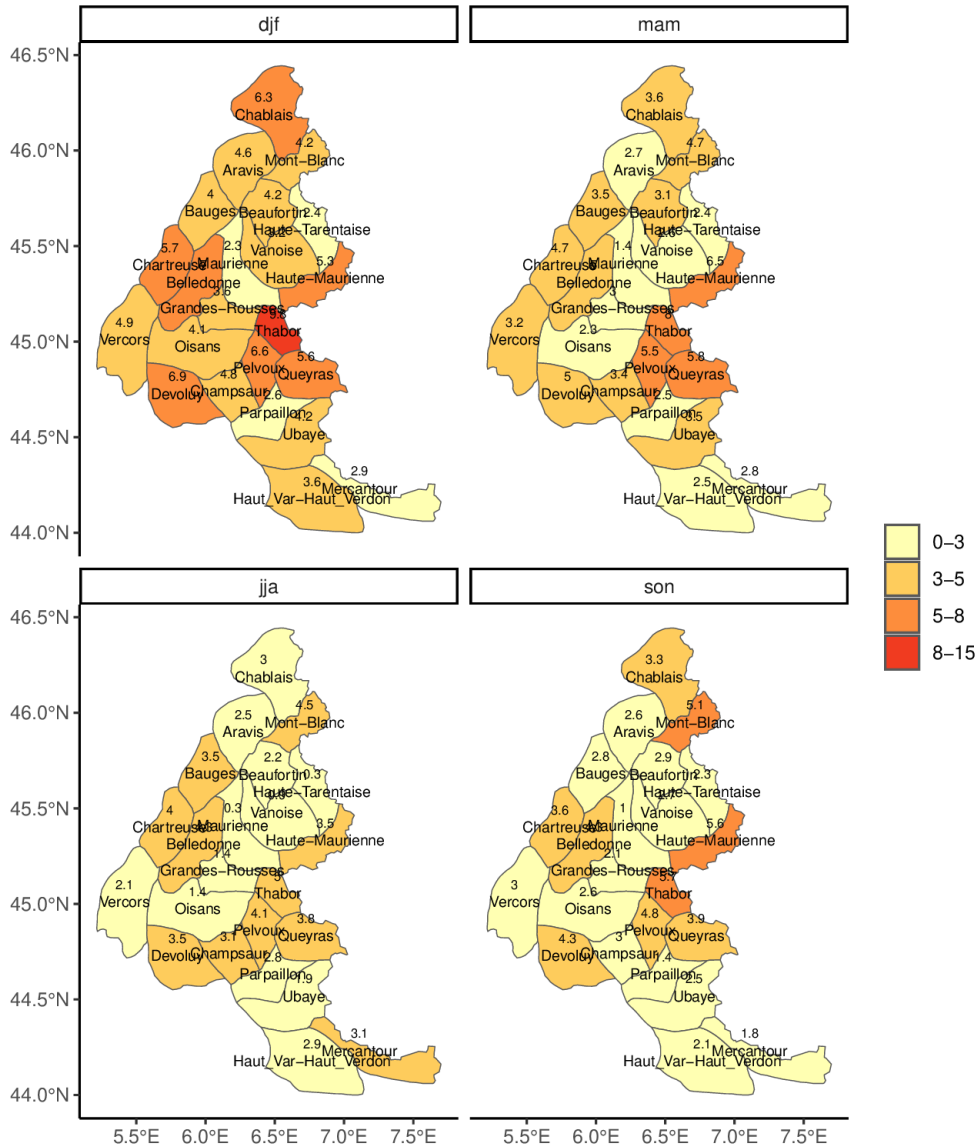 djf
mam
46.5°N
46.0°N
45.5°N
45.0°N
44.5°N
44.0°N
6.3
Chablais
4.2
4.6
Mont−Blanc
Aravis
4
4.2
Bauges
Beaufortin
2.4
Haute−Tarentaise
5.7
2.3
Vanoise
5.3
Chartreuse
Maurienne
Haute−Maurienne
Belledonne
3.6
Grandes−Rousses
4.9
4.1
Thabor
Vercors
Oisans
6.6
5.6
6.9
4.8
Pelvoux
Queyras
Devoluy
Champsaur
2.6
Parpaillon
4.2
Ubaye
2.9
3.6
Mercantour
Haut_Var−Haut_Verdon
3.6
Chablais
4.7
2.7
Mont−Blanc
Aravis
3.5
3.1
Bauges
Beaufortin
2.4
Haute−Tarentaise
4.7
1.4
Vanoise
6.5
Chartreuse
Maurienne
Haute−Maurienne
Belledonne
3
Grandes−Rousses
3.2
2.3
Thabor
Vercors
Oisans
5.5
5.8
5
3.4
Pelvoux
Queyras
Devoluy
Champsaur
2.5
Parpaillon
3.5
Ubaye
2.8
2.5
Mercantour
Haut_Var−Haut_Verdon
0−3
3−5
5−8
8−15
jja
son
46.5°N
46.0°N
45.5°N
45.0°N
44.5°N
44.0°N
3
Chablais
4.5
2.5
Mont−Blanc
Aravis
3.5
2.2
Bauges
Beaufortin
0.3
Haute−Tarentaise
4
0.3
Vanoise
3.5
Chartreuse
Maurienne
Haute−Maurienne
Belledonne
1.4
Grandes−Rousses
2.1
1.4
Thabor
Vercors
Oisans
4.1
3.8
3.5
3.1
Pelvoux
Queyras
Devoluy
Champsaur
2.8
Parpaillon
1.9
Ubaye
3.1
2.9
Mercantour
Haut_Var−Haut_Verdon
3.3
Chablais
5.1
2.6
Mont−Blanc
Aravis
2.8
2.9
Bauges
Beaufortin
2.3
Haute−Tarentaise
3.6
1
Vanoise
5.6
Chartreuse
Maurienne
Haute−Maurienne
Belledonne
2.1
Grandes−Rousses
3
2.6
Thabor
Vercors
Oisans
4.8
3.9
4.3
3
Pelvoux
Queyras
Devoluy
Champsaur
1.4
Parpaillon
2.5
Ubaye
1.8
2.1
Mercantour
Haut_Var−Haut_Verdon
5.5°E 6.0°E 6.5°E 7.0°E 7.5°E
5.5°E 6.0°E 6.5°E 7.0°E 7.5°E